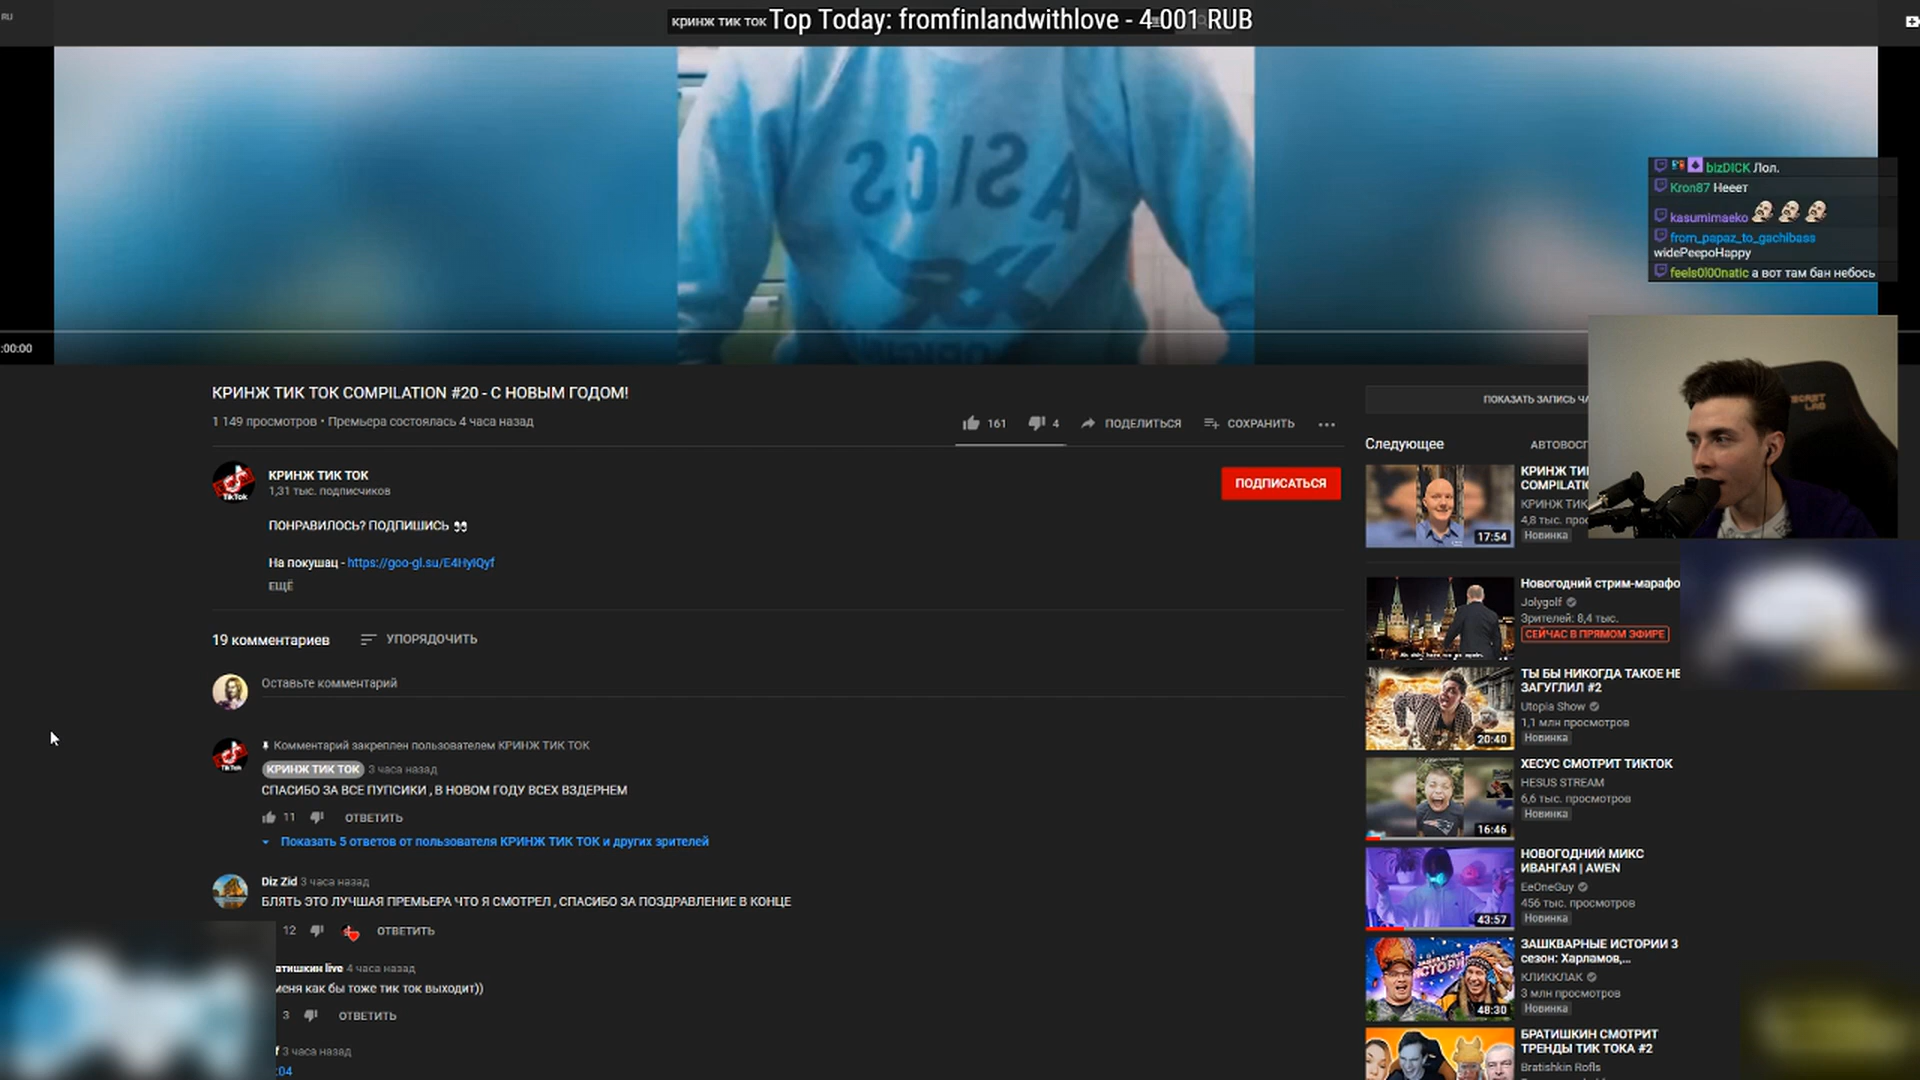 RU
кринж тик ток
Top Today: fromfinlandwithlove - 4 001 RUB
ASICS
bizDICK Лол.
Kron87 Нееет
kasumimaeko
from_papaz_to_gachibass
widePeepoHappy
feels0l00natic а вот там бан небось
:00:00
КРИНЖ ТИК ТОК COMPILATION #20 - С НОВЫМ ГОДОМ!
1 149 просмотров • Премьера состоялась 4 часа назад
161
4
ПОДЕЛИТЬСЯ
СОХРАНИТЬ
КРИНЖ ТИК ТОК
1,31 тыс. подписчиков
ПОДПИСАТЬСЯ
ПОНРАВИЛОСЬ? ПОДПИШИСЬ 👀
На покушац - https://goo-gl.su/E4HyIQyf
ЕЩЁ
19 комментариев
УПОРЯДОЧИТЬ
Оставьте комментарий
Комментарий закреплен пользователем КРИНЖ ТИК ТОК
КРИНЖ ТИК ТОК 3 часа назад
СПАСИБО ЗА ВСЕ ПУПСИКИ , В НОВОМ ГОДУ ВСЕХ ВЗДЕРНЕМ
11
ОТВЕТИТЬ
Показать 5 ответов от пользователя КРИНЖ ТИК ТОК и других зрителей
Diz Zid 3 часа назад
БЛЯТЬ ЭТО ЛУЧШАЯ ПРЕМЬЕРА ЧТО Я СМОТРЕЛ , СПАСИБО ЗА ПОЗДРАВЛЕНИЕ В КОНЦЕ
12
ОТВЕТИТЬ
атишкин live 4 часа назад
меня как бы тоже тик ток выходит))
3
ОТВЕТИТЬ
f 3 часа назад
:04
ПОКАЗАТЬ ЗАПИСЬ ЧА
Следующее
АВТОВОСП
КРИНЖ ТИК
COMPILATIO
КРИНЖ ТИК
4,8 тыс. прос
Новинка
17:54
Новогодний стрим-марафо
Jolygolf
Зрителей: 8,4 тыс.
СЕЙЧАС В ПРЯМОМ ЭФИРЕ
ТЫ БЫ НИКОГДА ТАКОЕ НЕ
ЗАГУГЛИЛ #2
Utopia Show
1,1 млн просмотров
Новинка
20:40
ХЕСУС СМОТРИТ ТИКТОК
HESUS STREAM
6,6 тыс. просмотров
Новинка
16:46
НОВОГОДНИЙ МИКС
ИВАНГАЯ | AWEN
EeOneGuy
456 тыс. просмотров
Новинка
43:57
ЗАШКВАРНЫЕ ИСТОРИИ 3
сезон: Харламов,...
КЛИККЛАК
3 млн просмотров
Новинка
48:30
БРАТИШКИН СМОТРИТ
ТРЕНДЫ ТИК ТОКА #2
Bratishkin Rofls